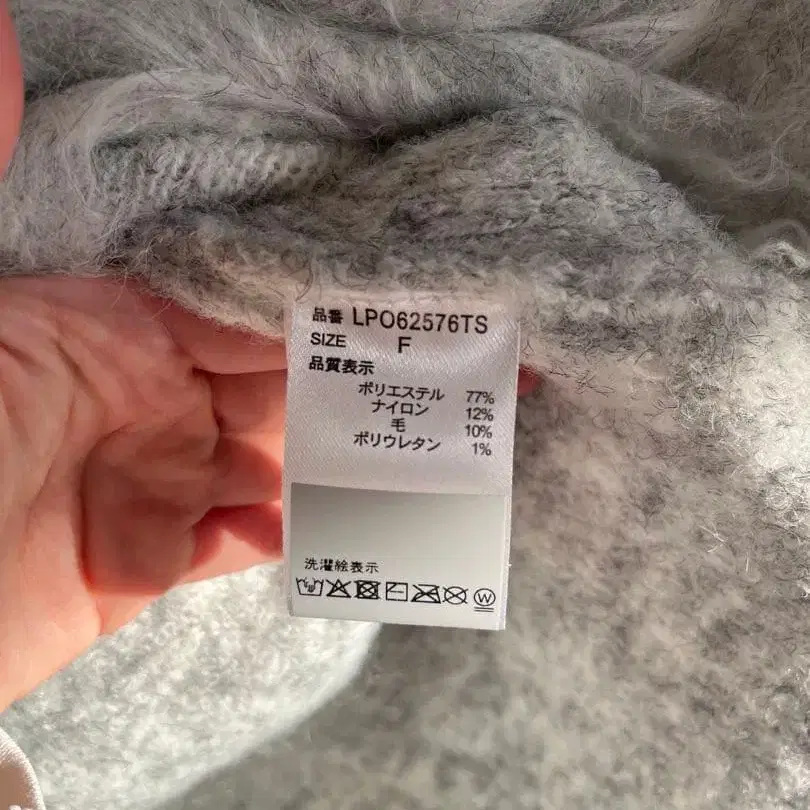 品番 LPO62576TS
SIZE F
品質表示
ポリエステル 77%
ナイロン 12%
毛 10%
ポリウレタン 1%
洗濯絵表示
W